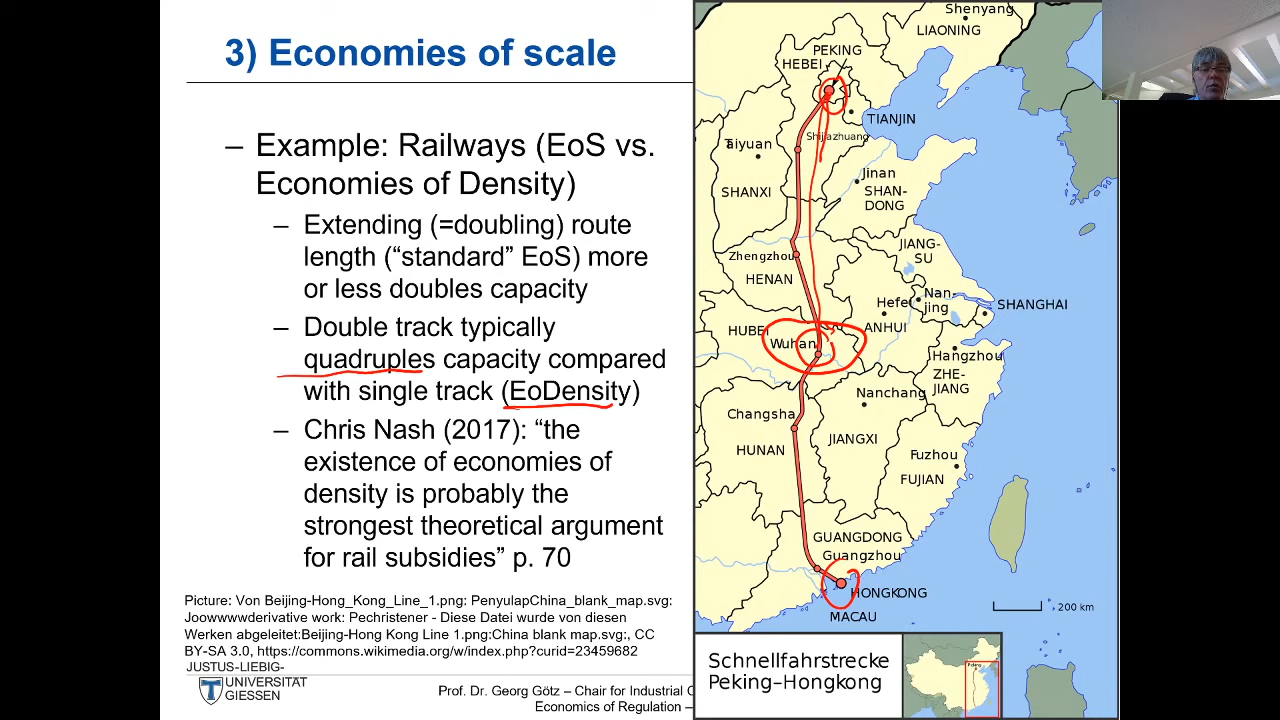 3) Economies of scale
– Example: Railways (EoS vs.
Economies of Density)
– Extending (=doubling) route
length (“standard” EoS) more
or less doubles capacity
– Double track typically
quadruples capacity compared
with single track (EoDensity)
– Chris Nash (2017): “the
existence of economies of
density is probably the
strongest theoretical argument
for rail subsidies” p. 70
Picture: Von Beijing-Hong_Kong_Line_1.png: PenyulapChina_blank_map.svg:
Joowwwwderivative work: Pechristener - Diese Datei wurde von diesen
Werken abgeleitet:Beijing-Hong Kong Line 1.png:China blank map.svg:, CC
BY-SA 3.0, https://commons.wikimedia.org/w/index.php?curid=23459682
JUSTUS-LIEBIG-
UNIVERSITÄT
GIESSEN
Prof. Dr. Georg Götz – Chair for Industrial
Economics of Regulation –
Shenyang
LIAONING
PEKING
HEBEI
TIANJIN
Shijiazhuang
Taiyuan
Jinan
SHANXI
SHAN-
DONG
JIANG-
SU
Zhengzhou
HENAN
Hefei
Nan-
jing
SHANGHAI
HUBEI
ANHUI
Wuhan
Hangzhou
ZHE-
JIANG
Nanchang
Changsha
JIANGXI
HUNAN
Fuzhou
FUJIAN
GUANGDONG
Guangzhou
HONGKONG
200 km
MACAU
Schnellfahrstrecke
Peking–Hongkong